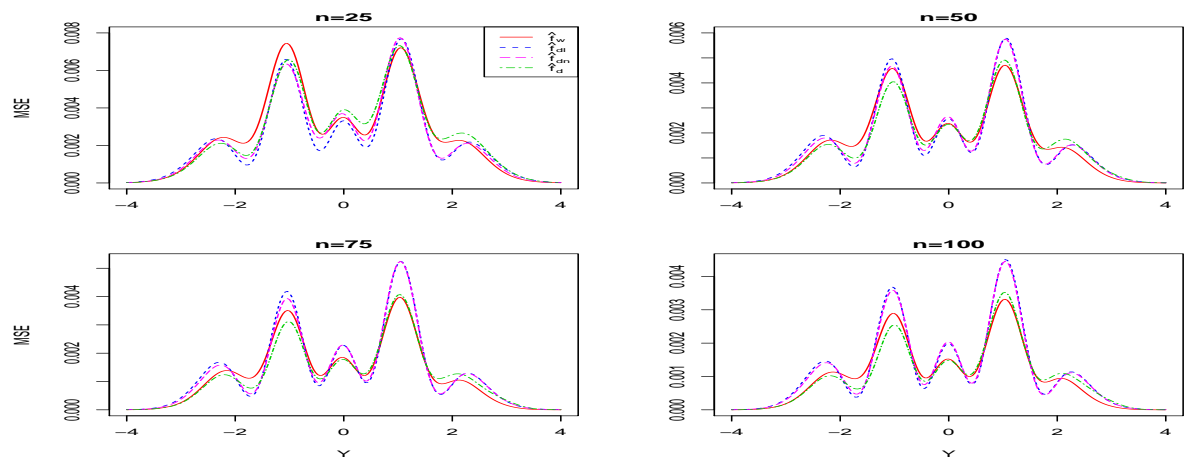 n=25
n=50
MSE
0.000 0.002 0.004 0.006 0.008
−4 −2 0 2 4
f̂w
f̂dl
f̂dn
f̂d
0.000 0.002 0.004 0.006
−4 −2 0 2 4
n=75
n=100
MSE
0.000 0.002 0.004
−4 −2 0 2 4
Y
0.000 0.001 0.002 0.003 0.004
−4 −2 0 2 4
Y